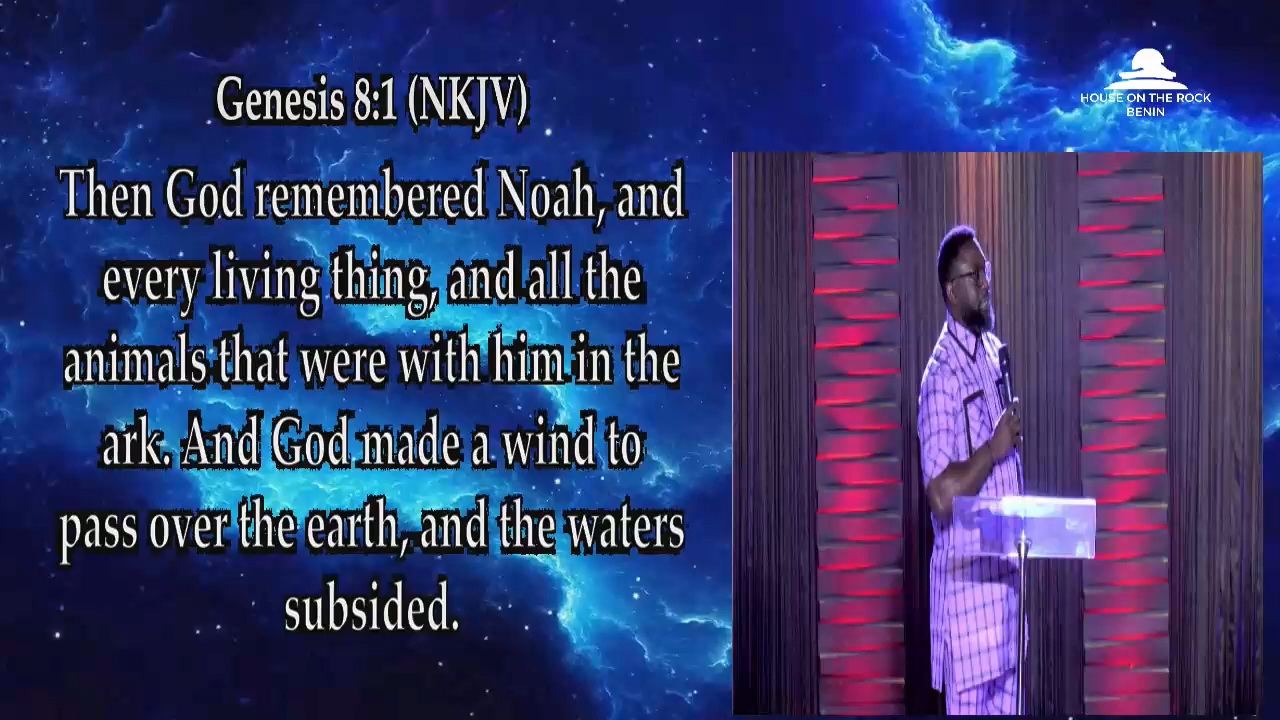 Genesis 8:1 (NKJV)
Then God remembered Noah, and
every living thing, and all the
animals that were with him in the
ark. And God made a wind to
pass over the earth, and the waters
subsided.
HOUSE ON THE ROCK
BENIN